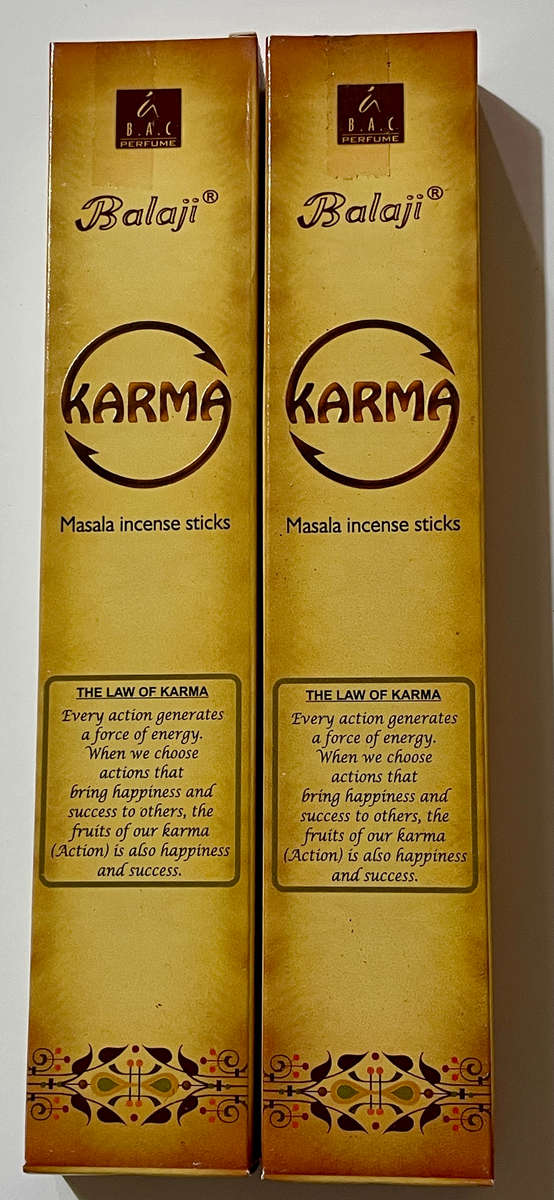 B.A.C
PERFUME
Balaji®
KARMA
Masala incense sticks
THE LAW OF KARMA
Every action generates
a force of energy.
When we choose
actions that
bring happiness and
success to others, the
fruits of our karma
(Action) is also happiness
and success.
B.A.C
PERFUME
Balaji®
KARMA
Masala incense sticks
THE LAW OF KARMA
Every action generates
a force of energy.
When we choose
actions that
bring happiness and
success to others, the
fruits of our karma
(Action) is also happiness
and success.